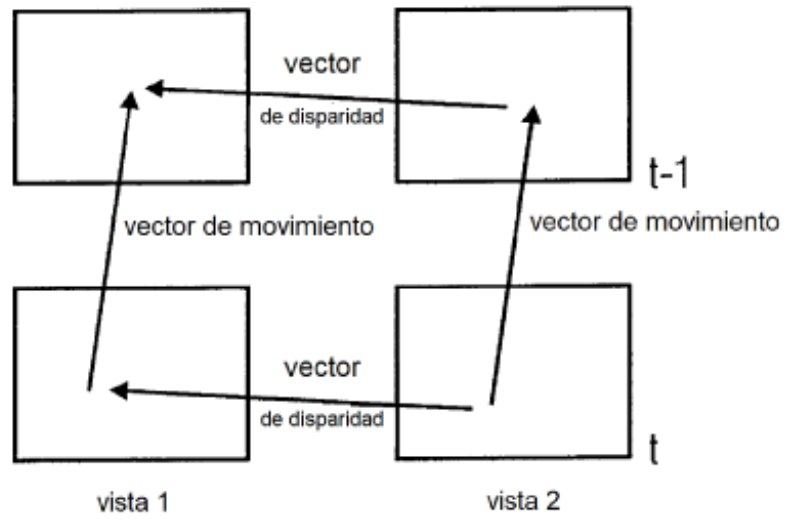 vector
de disparidad
t-1
vector de movimiento
vector de movimiento
vector
de disparidad
t
vista 1
vista 2